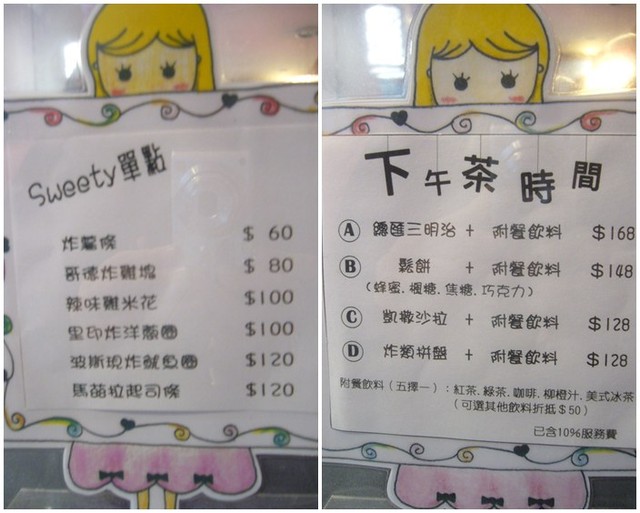 Sweety單點
炸薯條 $ 60
哥德炸雞塊 $ 80
辣味雞米花 $100
里印炸洋蔥圈 $100
波斯現炸魷魚圈 $120
馬茵拉起司條 $120
下午茶時間
A 總匯三明治 + 附餐飲料 $168
B 鬆餅 + 附餐飲料 $148
(蜂蜜.楓糖.焦糖.巧克力)
C 凱撒沙拉 + 附餐飲料 $128
D 炸類拼盤 + 附餐飲料 $128
附餐飲料(五擇一):紅茶.綠茶.咖啡.柳橙汁.美式冰茶
(可選其他飲料折抵$50)
已含10%服務費